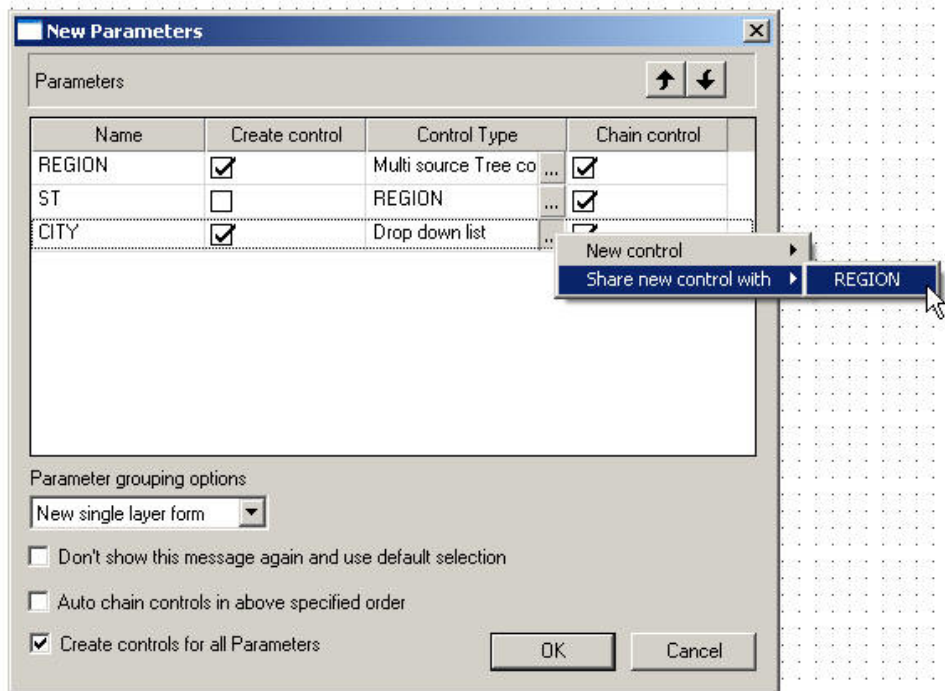 New Parameters
Parameters
Name Create control Control Type Chain control
REGION Multi source Tree co ...
ST REGION ...
CITY Drop down list ..
New control
Share new control with REGION
Parameter grouping options
New single layer form
Don't show this message again and use default selection
Auto chain controls in above specified order
Create controls for all Parameters
OK Cancel